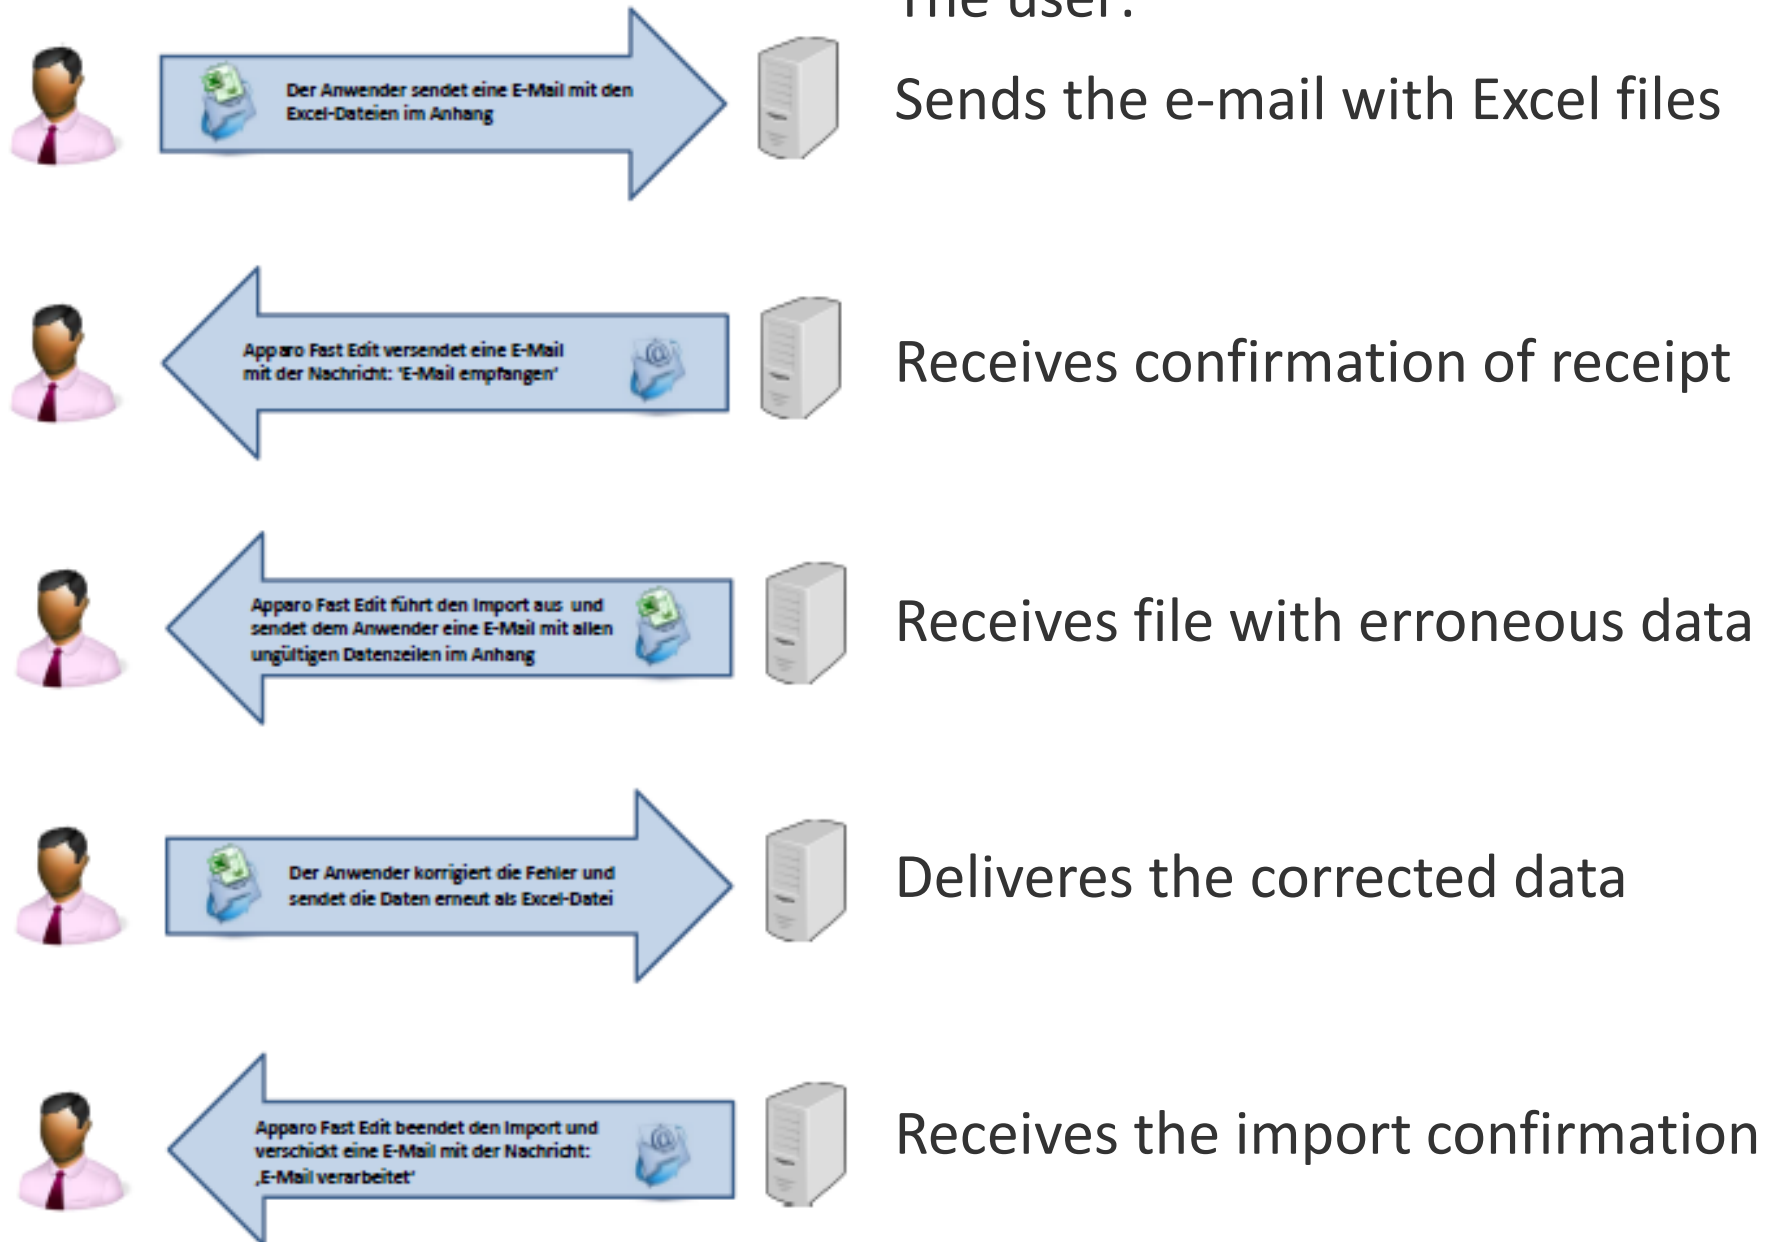 The user:
Der Anwender sendet eine E-Mail mit den
Excel-Dateien im Anhang
Sends the e-mail with Excel files
Apparo Fast Edit versendet eine E-Mail
mit der Nachricht: 'E-Mail empfangen'
Receives confirmation of receipt
Apparo Fast Edit führt den Import aus und
sendet dem Anwender eine E-Mail mit allen
ungültigen Datenzeilen im Anhang
Receives file with erroneous data
Der Anwender korrigiert die Fehler und
sendet die Daten erneut als Excel-Datei
Deliveres the corrected data
Apparo Fast Edit beendet den Import und
verschickt eine E-Mail mit der Nachricht:
‚E-Mail verarbeitet'
Receives the import confirmation